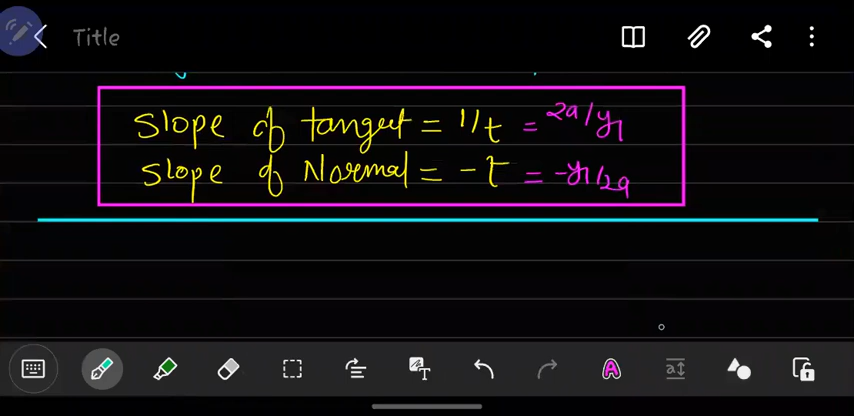 Title
Slope of tangent = 1/t = 2a/y1
Slope of Normal = -t = -y1/2a